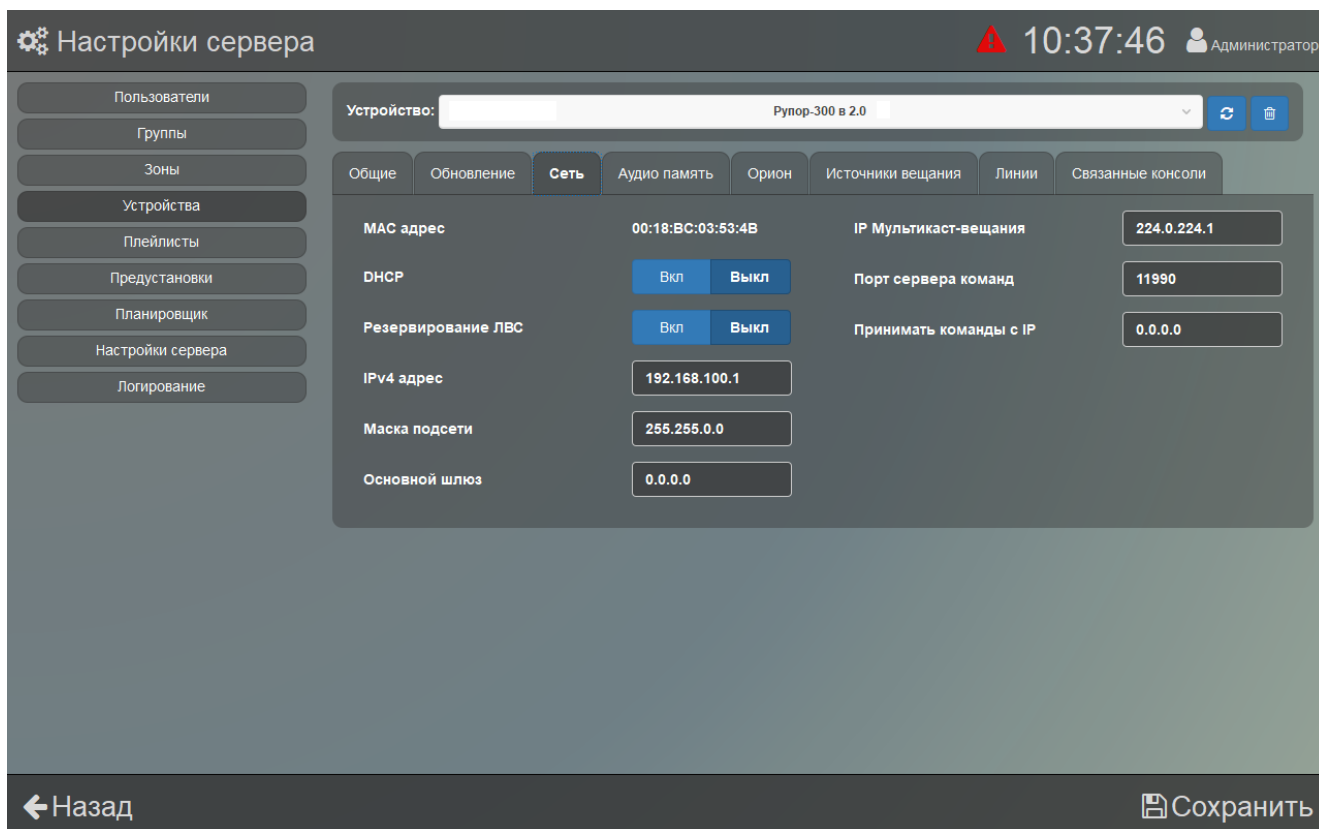 Настройки сервера
10:37:46 Администратор
Пользователи
Группы
Зоны
Устройства
Плейлисты
Предустановки
Планировщик
Настройки сервера
Логирование
Устройство: Рупор-300 в 2.0
Общие Обновление Сеть Аудио память Орион Источники вещания Линии Связанные консоли
MAC адрес 00:18:BC:03:53:4B
DHCP Вкл Выкл
Резервирование ЛВС Вкл Выкл
IPv4 адрес 192.168.100.1
Маска подсети 255.255.0.0
Основной шлюз 0.0.0.0
IP Мультикаст-вещания 224.0.224.1
Порт сервера команд 11990
Принимать команды с IP 0.0.0.0
Назад
Сохранить